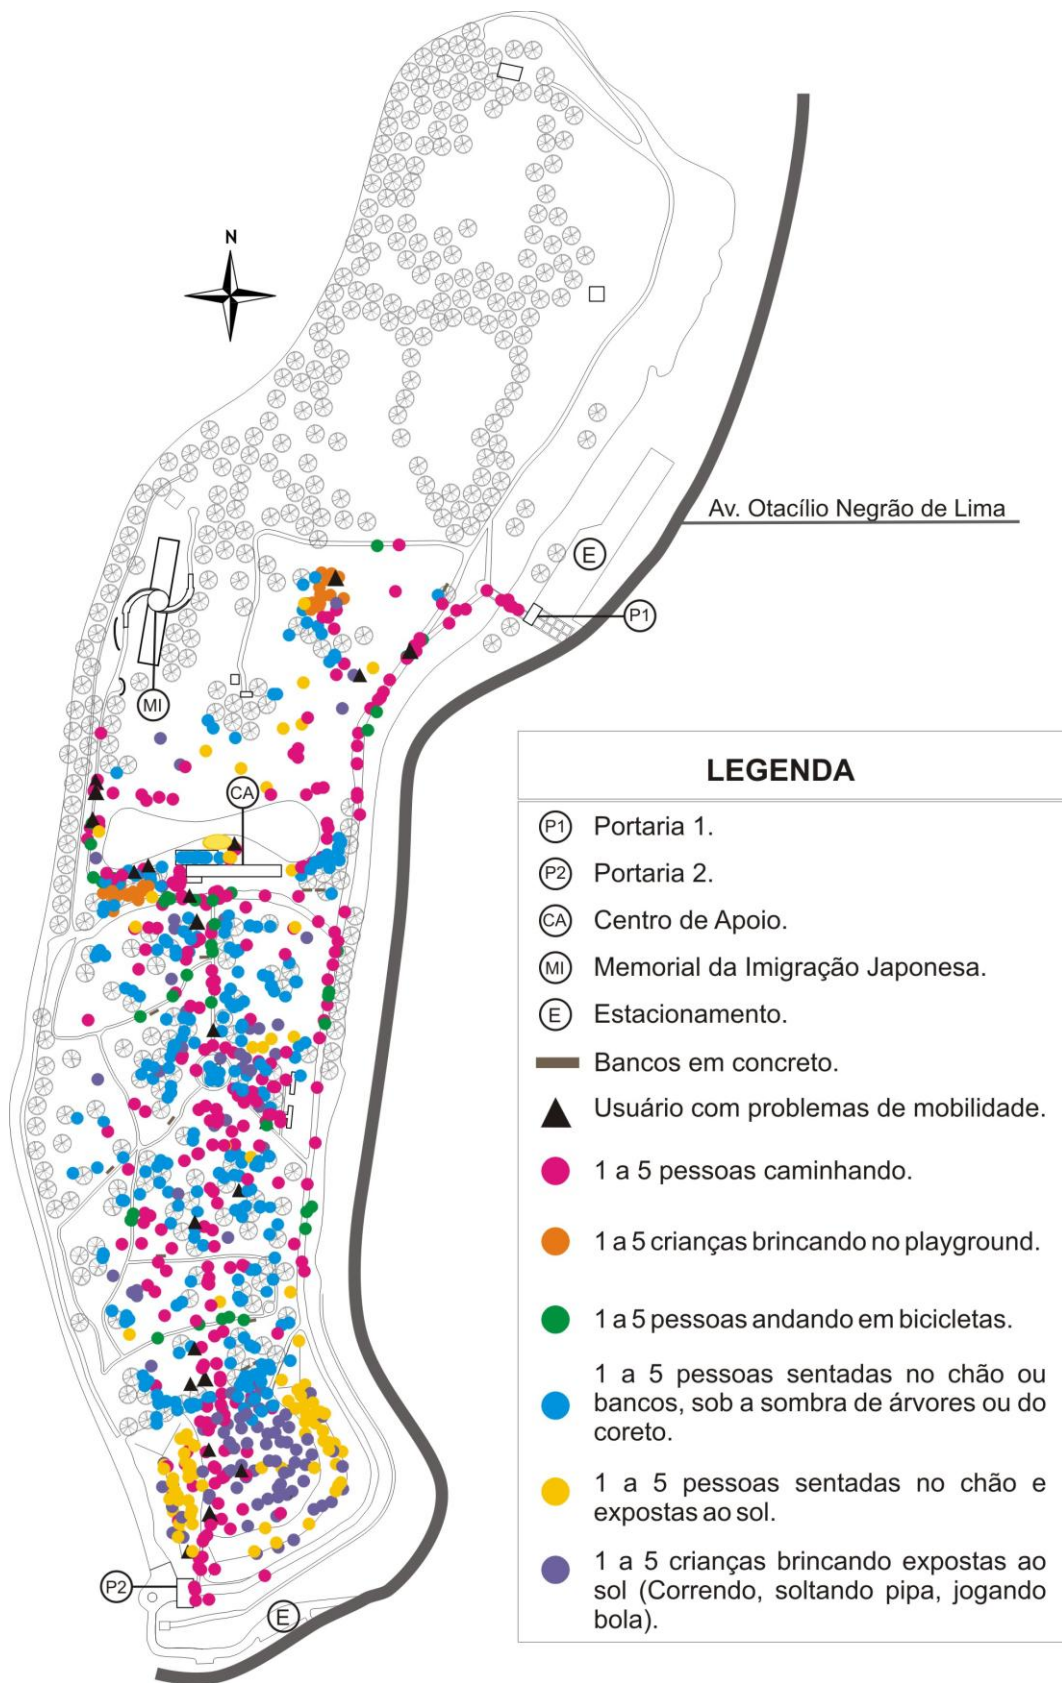 N
Av. Otacílio Negrão de Lima
E
P1
MI
CA
P2
E
LEGENDA
P1 Portaria 1.
P2 Portaria 2.
CA Centro de Apoio.
MI Memorial da Imigração Japonesa.
E Estacionamento.
Bancos em concreto.
Usuário com problemas de mobilidade.
1 a 5 pessoas caminhando.
1 a 5 crianças brincando no playground.
1 a 5 pessoas andando em bicicletas.
1 a 5 pessoas sentadas no chão ou
bancos, sob a sombra de árvores ou do
coreto.
1 a 5 pessoas sentadas no chão e
expostas ao sol.
1 a 5 crianças brincando expostas ao
sol (Correndo, soltando pipa, jogando
bola).